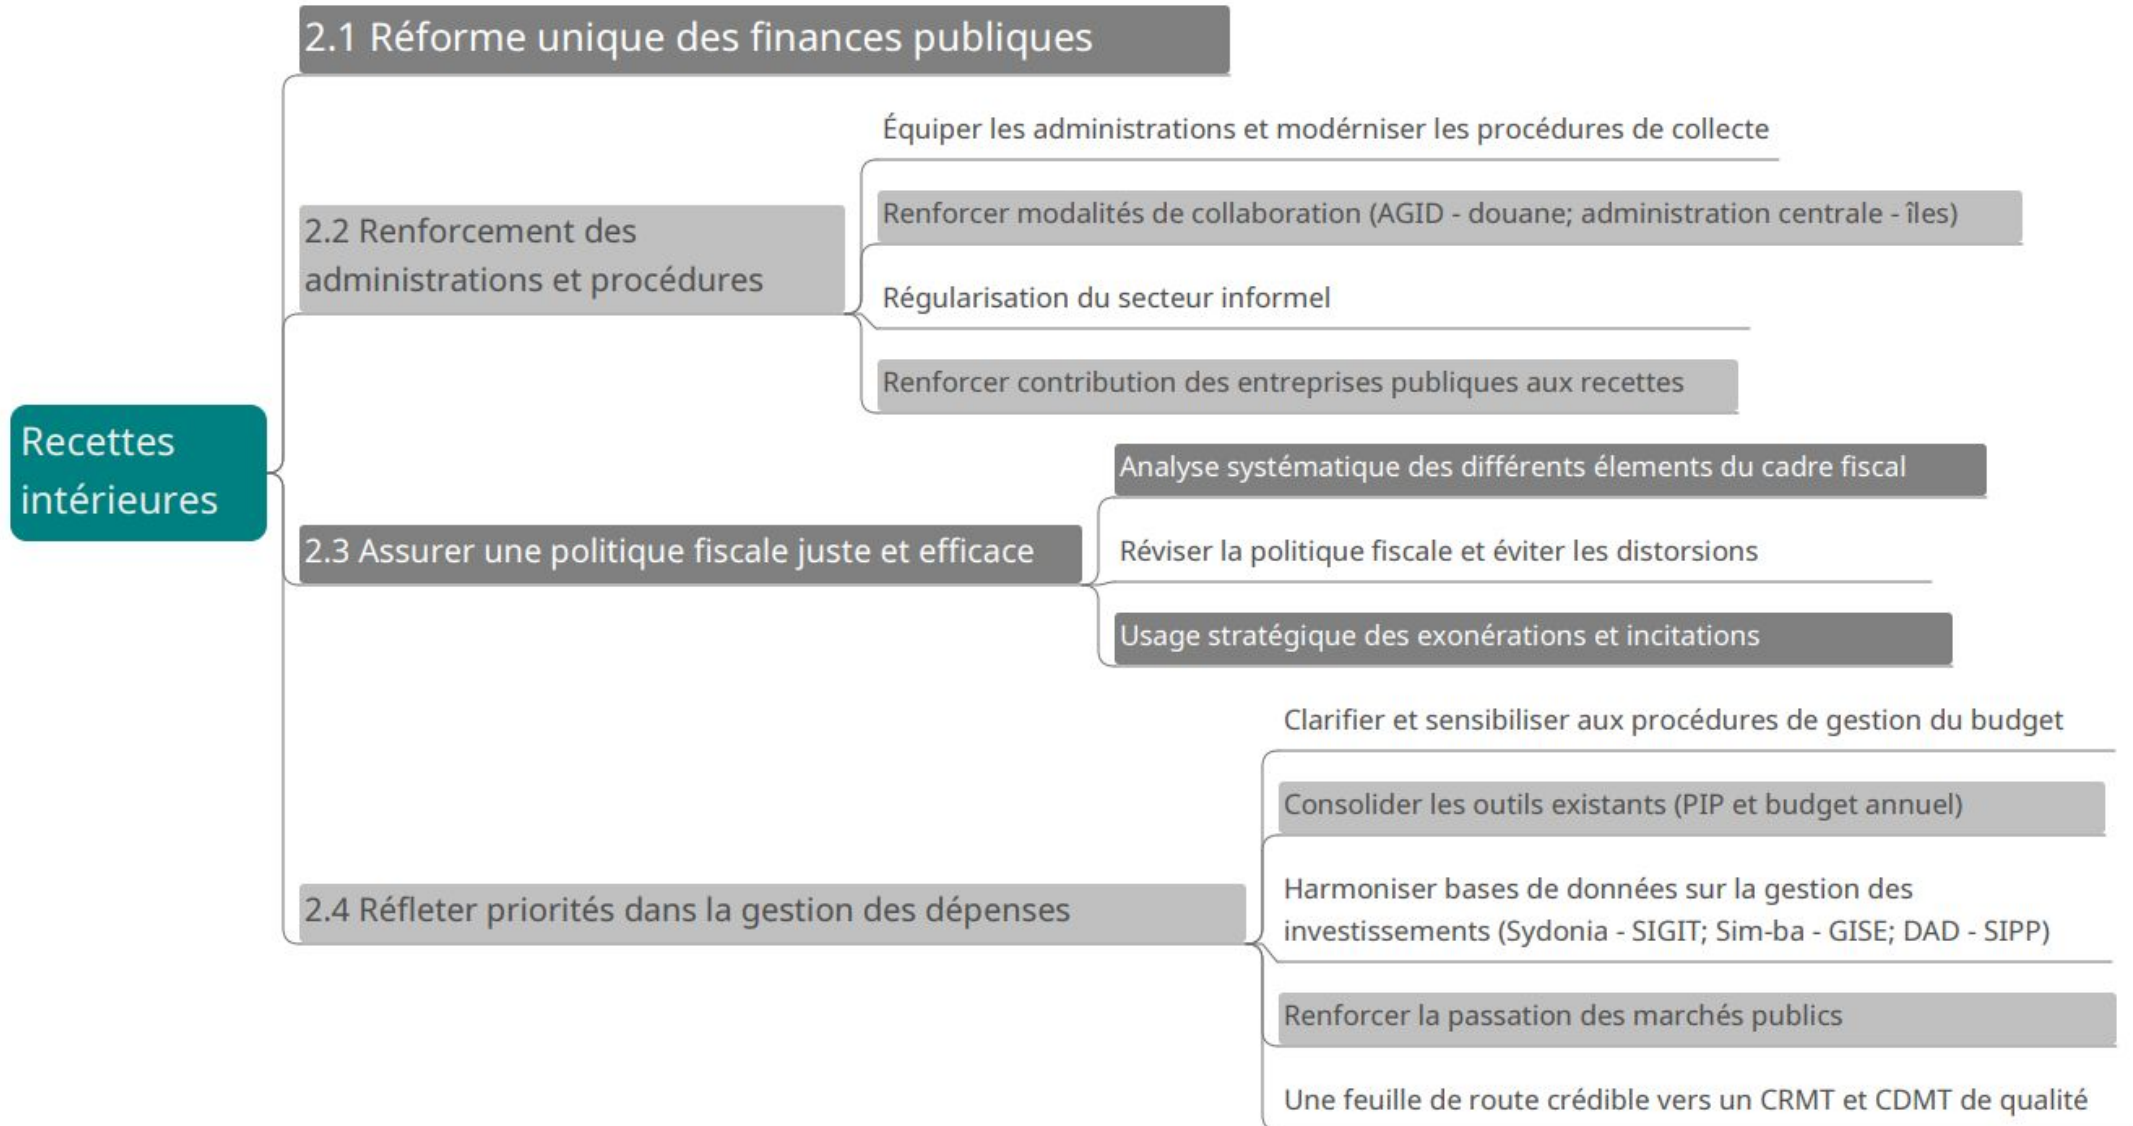 Recettes
intérieures
2.1 Réforme unique des finances publiques
2.2 Renforcement des
administrations et procédures
Équiper les administrations et modérniser les procédures de collecte
Renforcer modalités de collaboration (AGID - douane; administration centrale - îles)
Régularisation du secteur informel
Renforcer contribution des entreprises publiques aux recettes
2.3 Assurer une politique fiscale juste et efficace
Analyse systématique des différents élements du cadre fiscal
Réviser la politique fiscale et éviter les distorsions
Usage stratégique des exonérations et incitations
2.4 Réfleter priorités dans la gestion des dépenses
Clarifier et sensibiliser aux procédures de gestion du budget
Consolider les outils existants (PIP et budget annuel)
Harmoniser bases de données sur la gestion des
investissements (Sydonia - SIGIT; Sim-ba - GISE; DAD - SIPP)
Renforcer la passation des marchés publics
Une feuille de route crédible vers un CRMT et CDMT de qualité